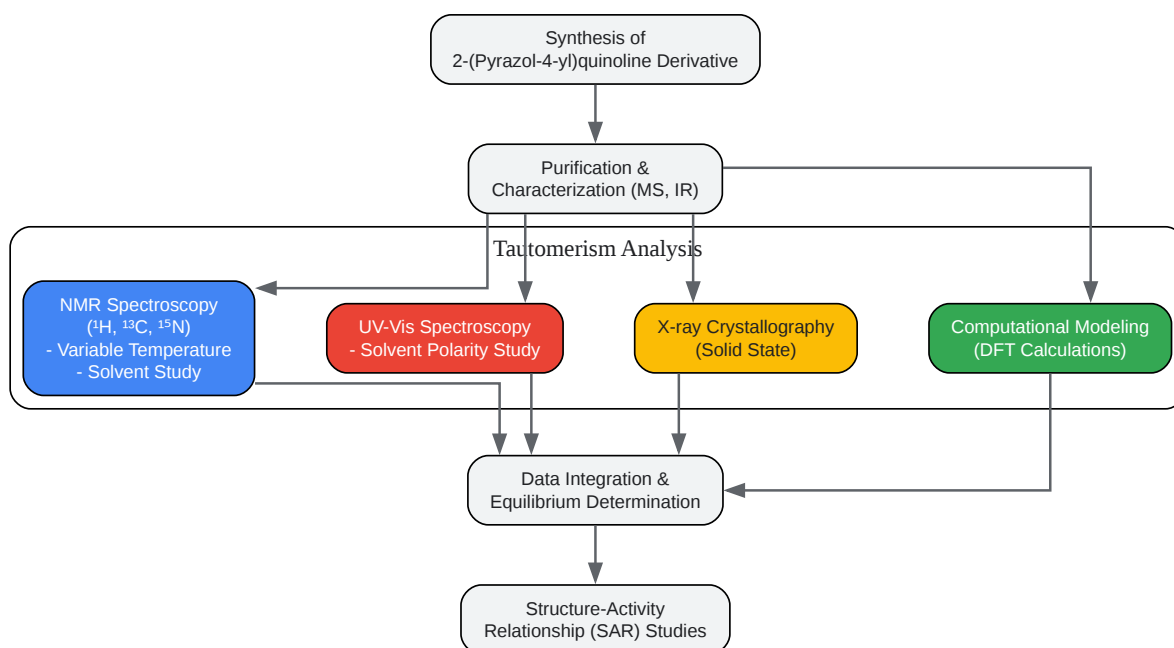 Synthesis of
2-(Pyrazol-4-yl)quinoline Derivative
Purification &
Characterization (MS, IR)
Tautomerism Analysis
NMR Spectroscopy
(¹H, ¹³C, ¹⁵N)
- Variable Temperature
- Solvent Study
UV-Vis Spectroscopy
- Solvent Polarity Study
X-ray Crystallography
(Solid State)
Computational Modeling
(DFT Calculations)
Data Integration &
Equilibrium Determination
Structure-Activity
Relationship (SAR) Studies